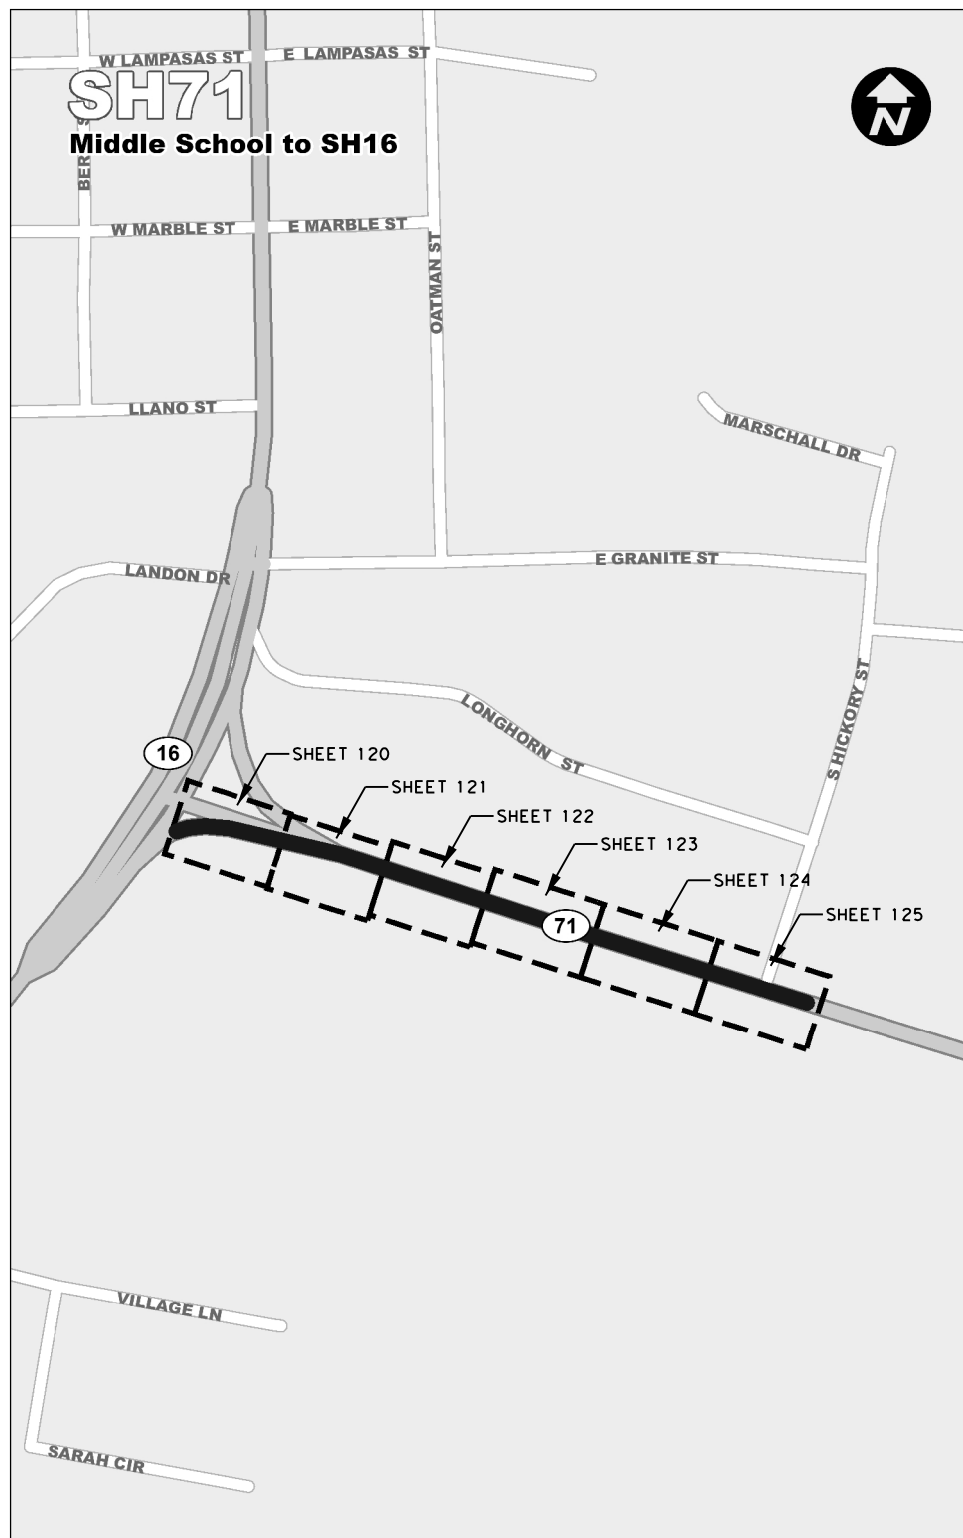 W LAMPASAS ST
E LAMPASAS ST
SH71
Middle School to SH16
N
W MARBLE ST
E MARBLE ST
OATMAN ST
LLANO ST
MARSCHALL DR
LANDON DR
E GRANITE ST
S HICKORY ST
LONGHORN ST
16
SHEET 120
SHEET 121
SHEET 122
SHEET 123
SHEET 124
SHEET 125
71
VILLAGE LN
SARAH CIR